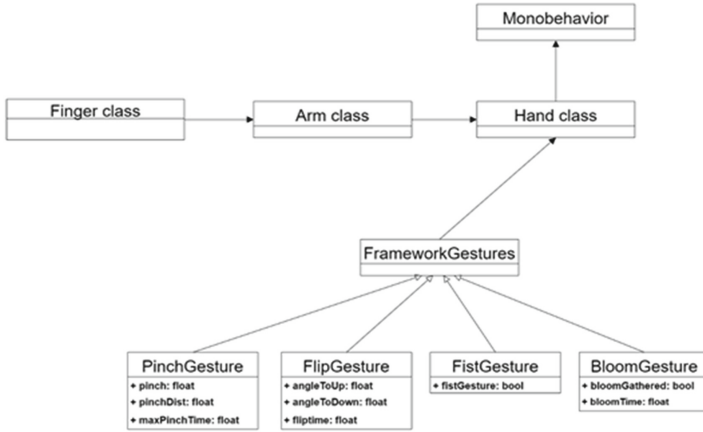 Monobehavior
Finger class
Arm class
Hand class
FrameworkGestures
PinchGesture
+ pinch: float
+ pinchDist: float
+ maxPinchTime: float
FlipGesture
+ angleToUp: float
+ angleToDown: float
+ fliptime: float
FistGesture
+ fistGesture: bool
BloomGesture
+ bloomGathered: bool
+ bloomTime: float